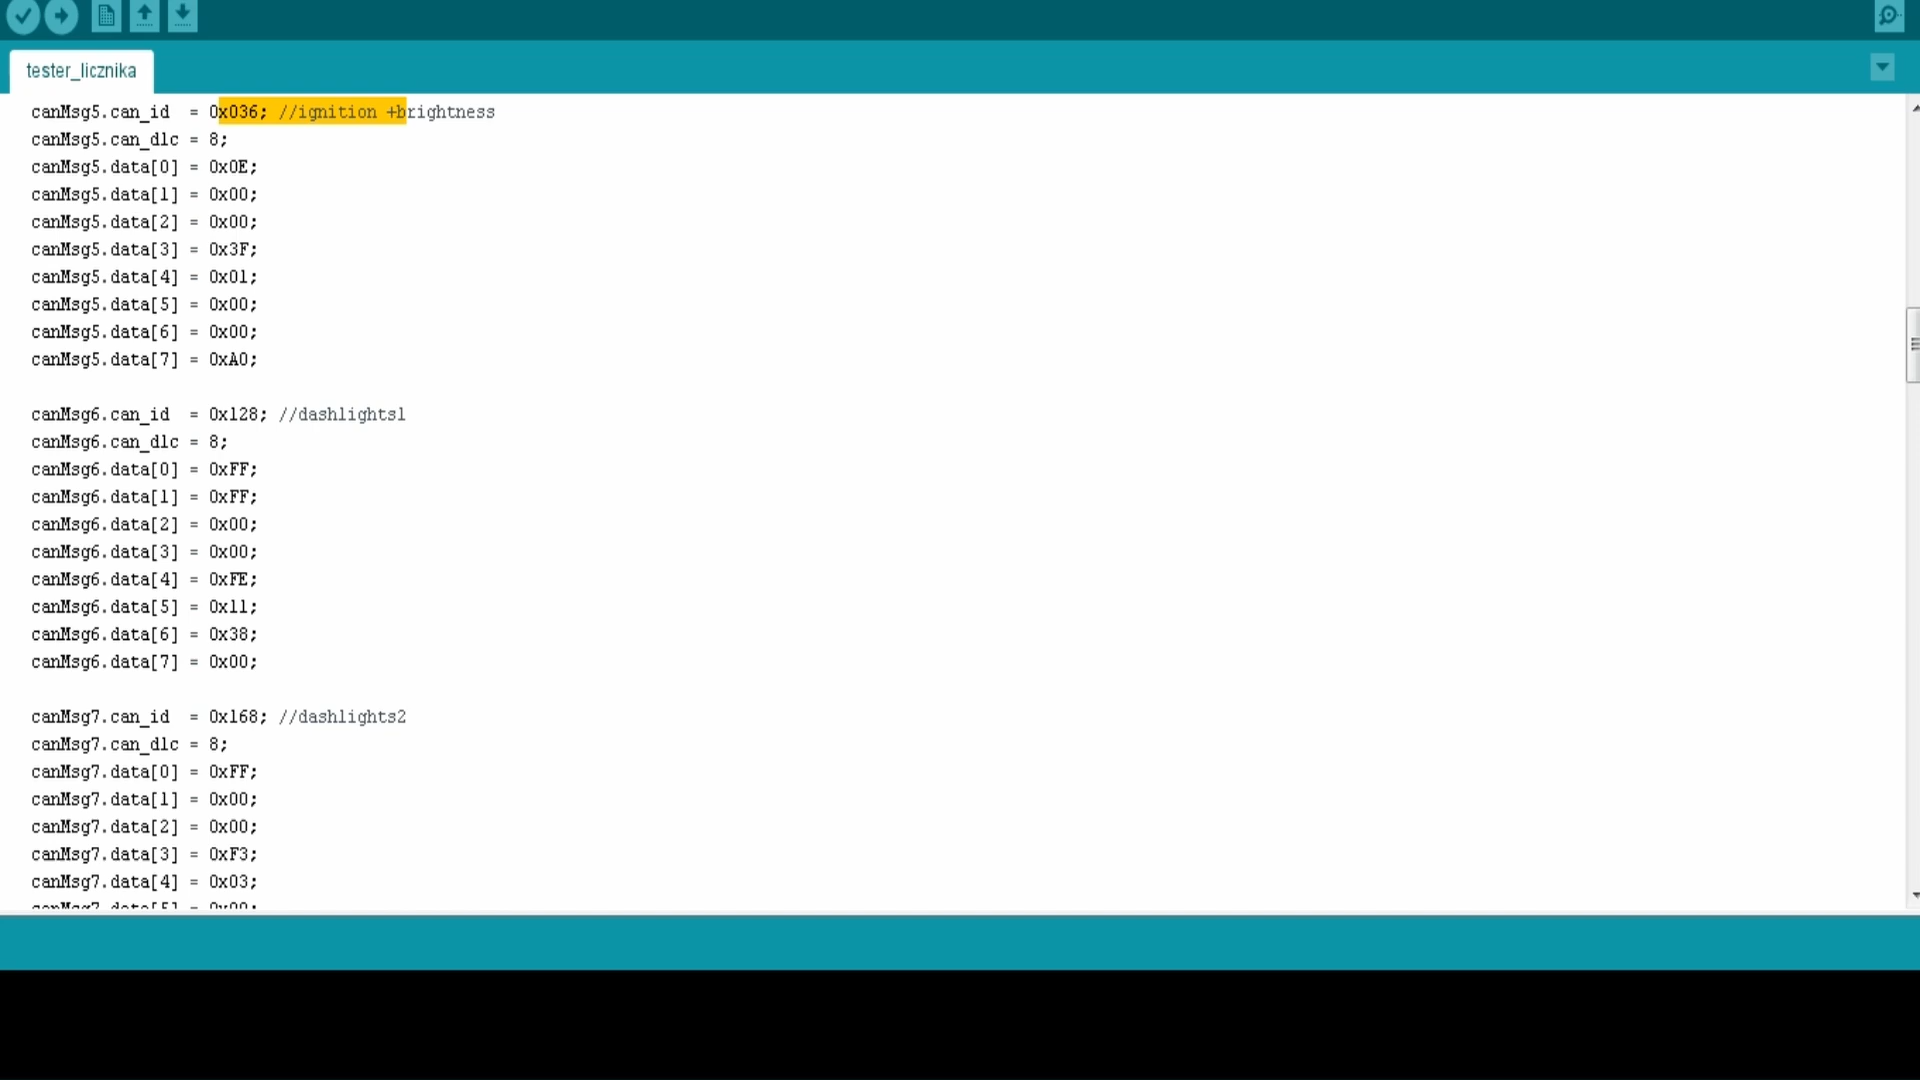 tester_licznika
canMsg5.can_id  = 0x036; //ignition +brightness
canMsg5.can_dlc = 8;
canMsg5.data[0] = 0x0E;
canMsg5.data[1] = 0x00;
canMsg5.data[2] = 0x00;
canMsg5.data[3] = 0x3F;
canMsg5.data[4] = 0x01;
canMsg5.data[5] = 0x00;
canMsg5.data[6] = 0x00;
canMsg5.data[7] = 0xA0;
canMsg6.can_id  = 0x128; //dashlights1
canMsg6.can_dlc = 8;
canMsg6.data[0] = 0xFF;
canMsg6.data[1] = 0xFF;
canMsg6.data[2] = 0x00;
canMsg6.data[3] = 0x00;
canMsg6.data[4] = 0xFE;
canMsg6.data[5] = 0x11;
canMsg6.data[6] = 0x38;
canMsg6.data[7] = 0x00;
canMsg7.can_id  = 0x168; //dashlights2
canMsg7.can_dlc = 8;
canMsg7.data[0] = 0xFF;
canMsg7.data[1] = 0x00;
canMsg7.data[2] = 0x00;
canMsg7.data[3] = 0xF3;
canMsg7.data[4] = 0x03;